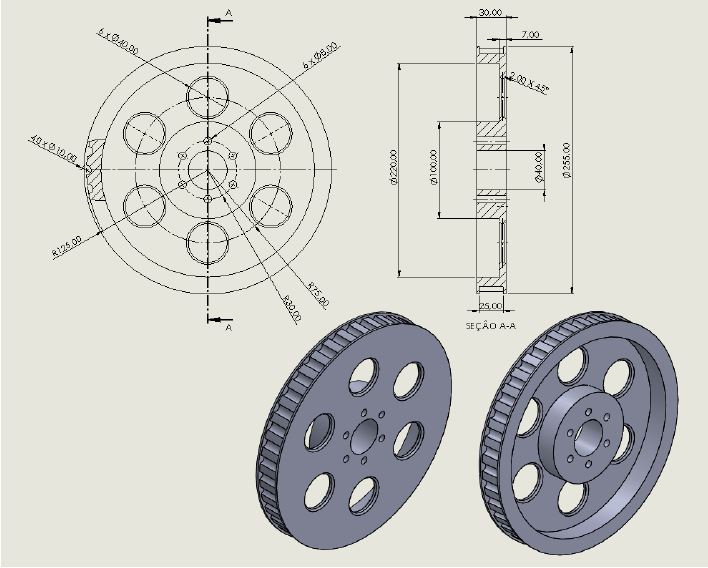 A
6 x Ø40,00
6 x Ø8,00
40 x Ø10,00
R125,00
R75,00
R30,00
A
30,00
7,00
2,00 X 45°
Ø220,00
Ø100,00
Ø40,00
Ø255,00
25,00
SEÇÃO A-A